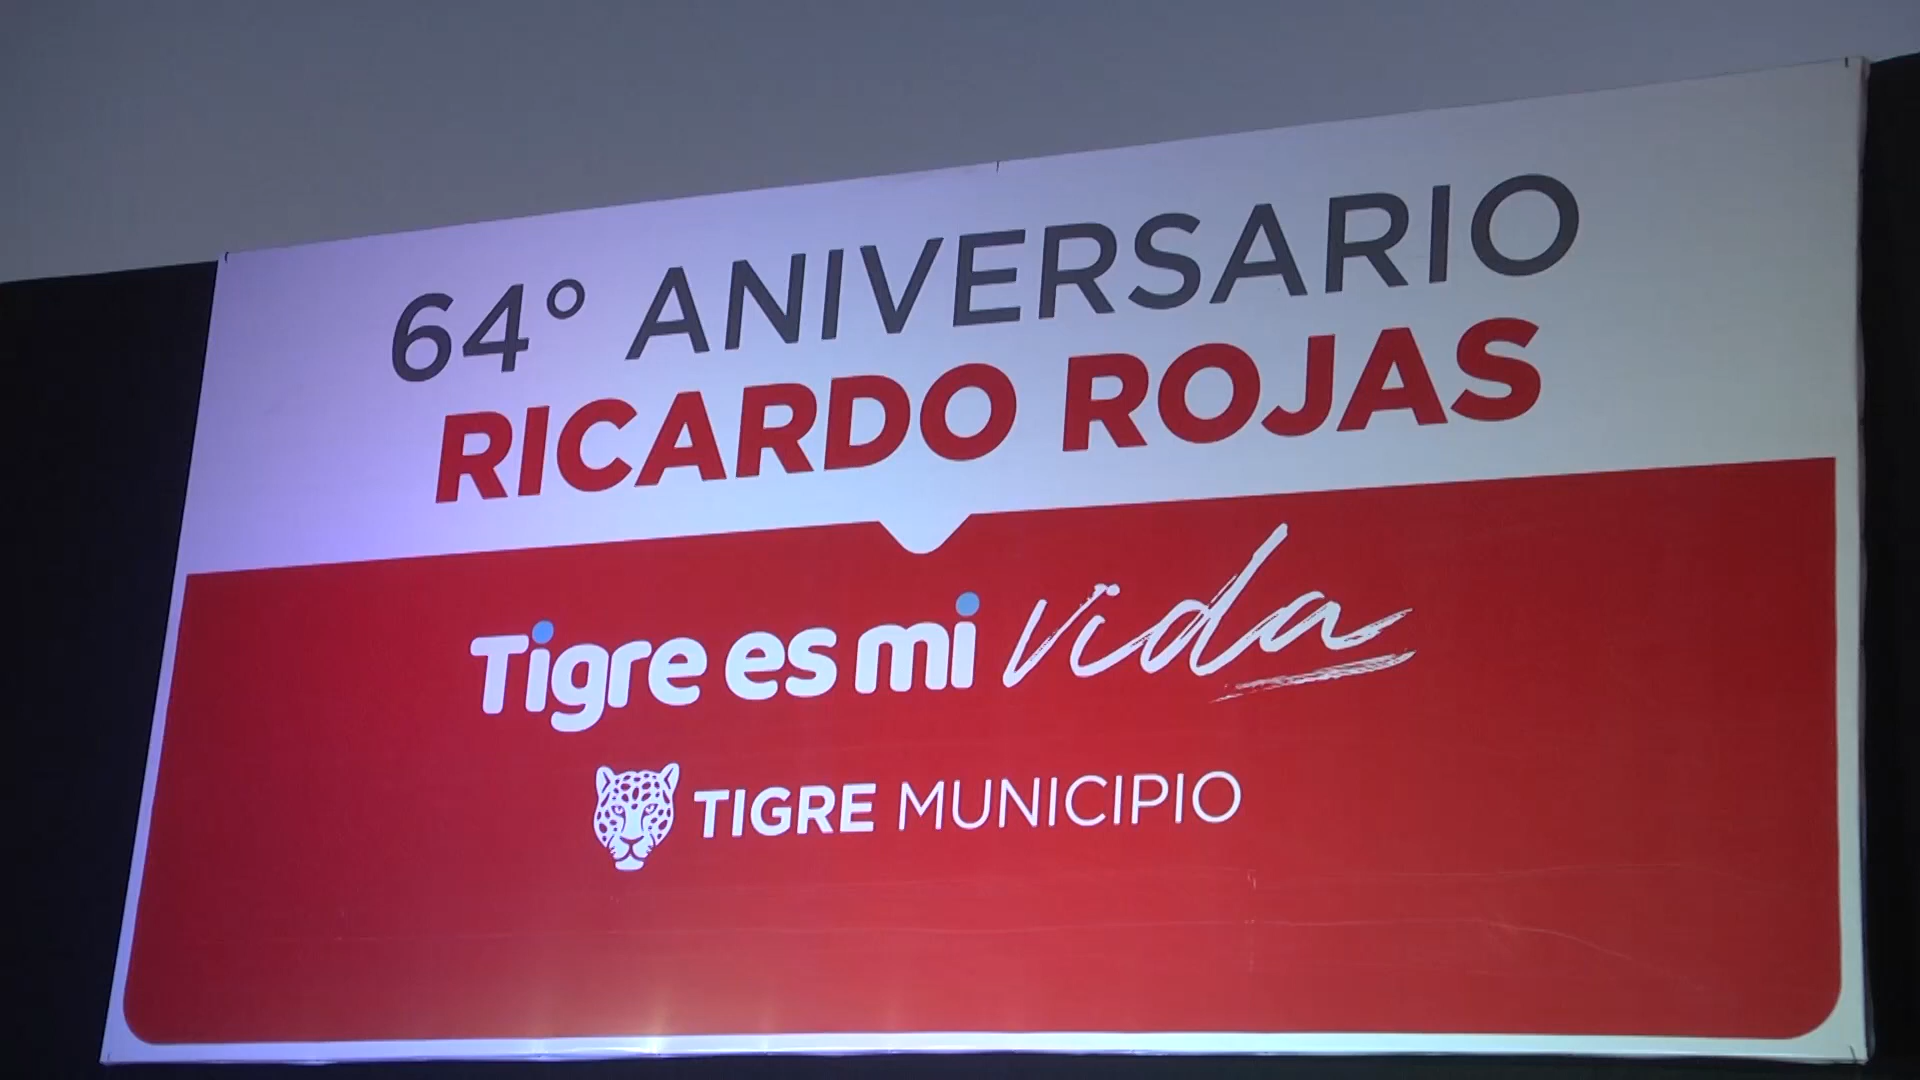 64° ANIVERSARIO
RICARDO ROJAS
Tigre es mi vida
TIGRE MUNICIPIO